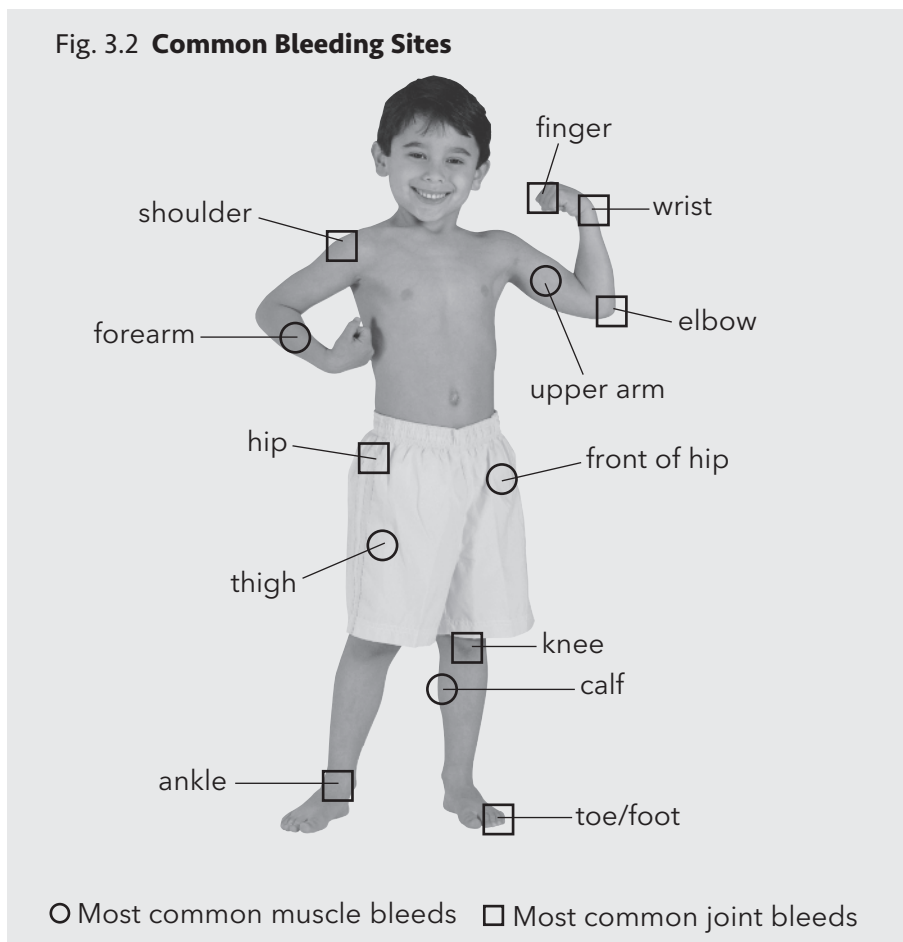 Fig. 3.2 Common Bleeding Sites
finger
wrist
shoulder
elbow
forearm
upper arm
hip
front of hip
thigh
knee
calf
ankle
toe/foot
Most common muscle bleeds
Most common joint bleeds